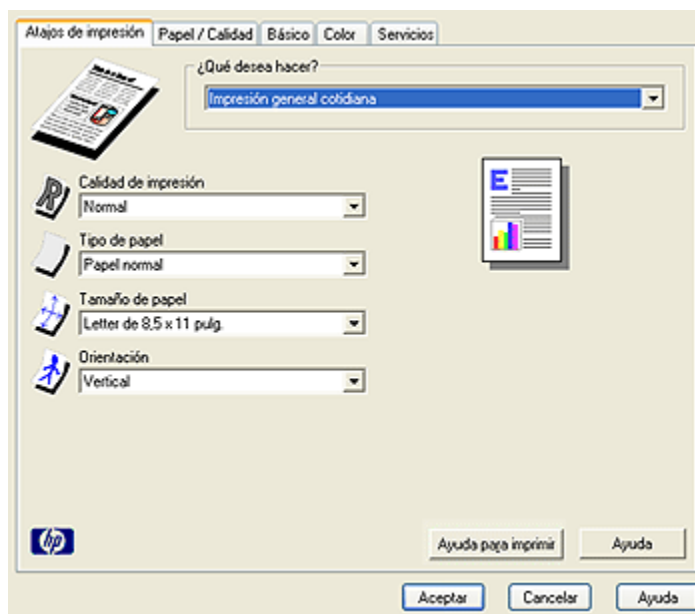 Atajos de impresión Papel / Calidad Básico Color Servicios
¿Qué desea hacer?
Impresión general cotidiana
Calidad de impresión
Normal
Tipo de papel
Papel normal
Tamaño de papel
Letter de 8,5 x 11 pulg.
Orientación
Vertical
hp
Ayuda para imprimir Ayuda
Aceptar Cancelar Ayuda